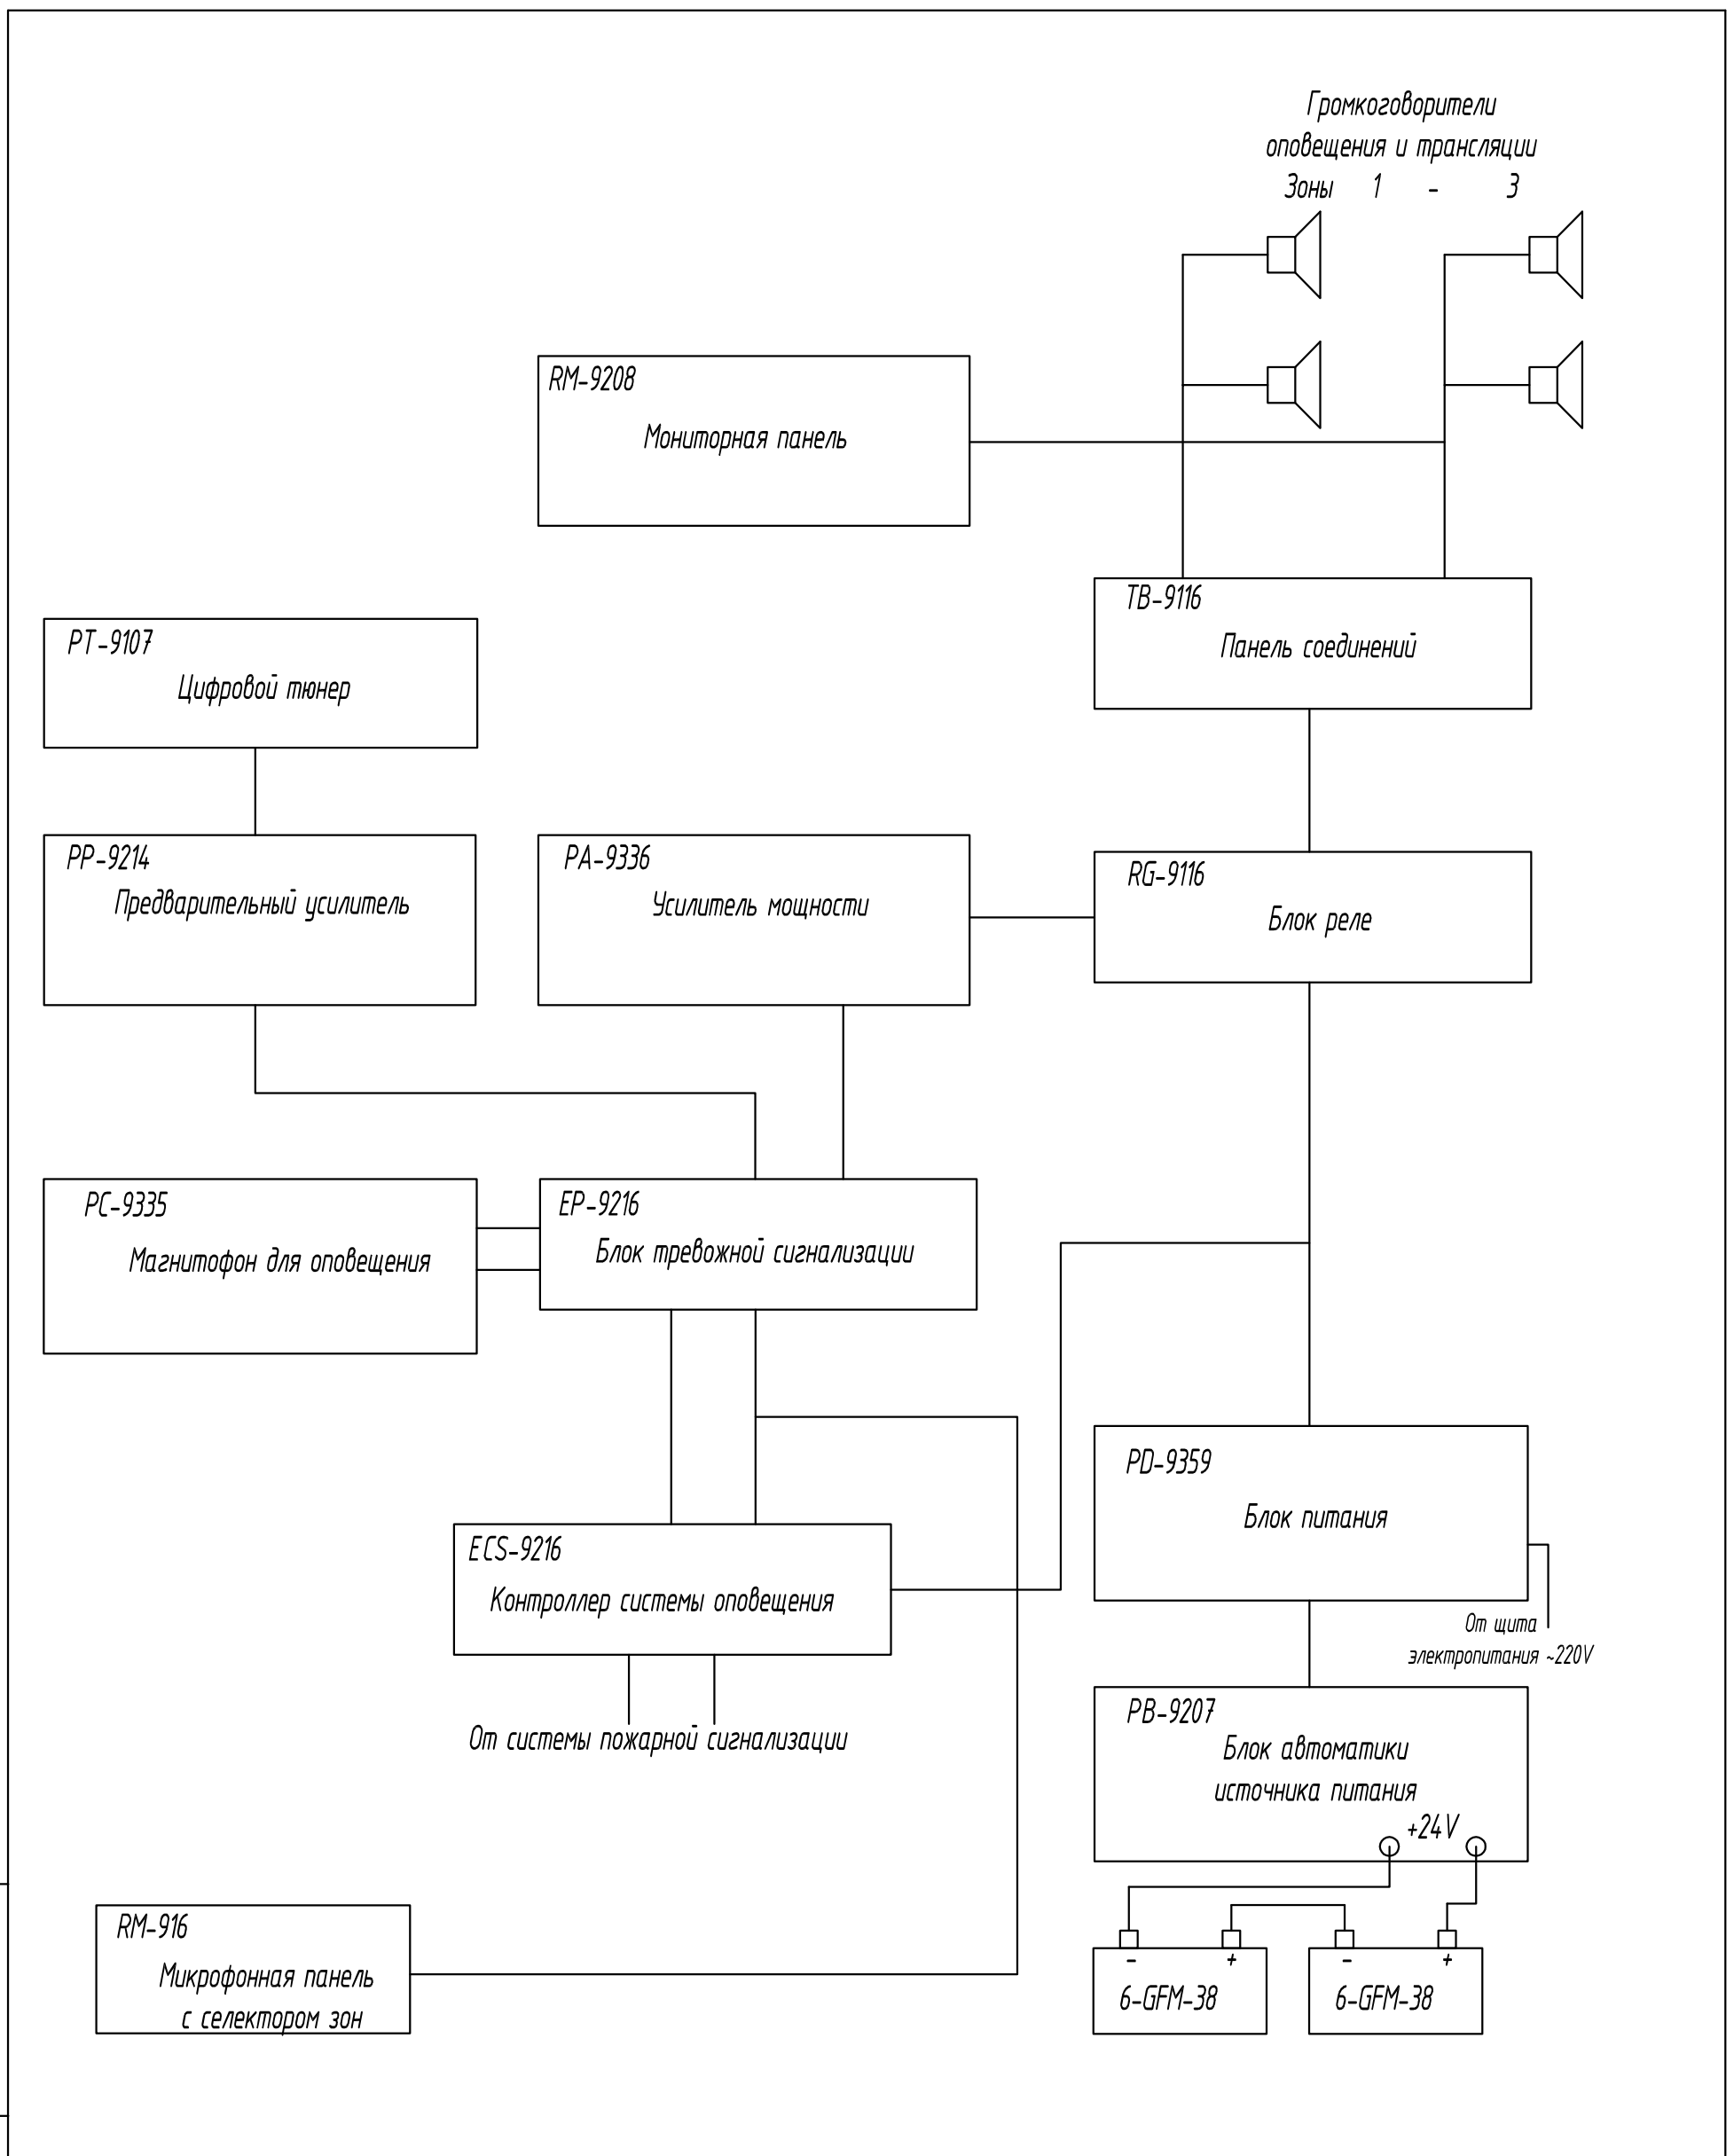 Громкоговорители
оповещения и трансляции
Зоны 1 - 3
RM-9208
Мониторная панель
TB-9116
Панель соединений
PT-9107
Цифровой тюнер
PP-9214
Предварительный усилитель
PA-9336
Усилитель мощности
RG-9116
Блок реле
PC-9335
Магнитофон для оповещения
EP-9216
Блок тревожной сигнализации
PD-9359
Блок питания
ECS-9216
Контроллер системы оповещения
От щита
электропитания ~220V
От системы пожарной сигнализации
PB-9207
Блок автоматики
источника питания
+24V
RM-916
Микрофонная панель
с селектором зон
- +
6-GFM-38
- +
6-GFM-38